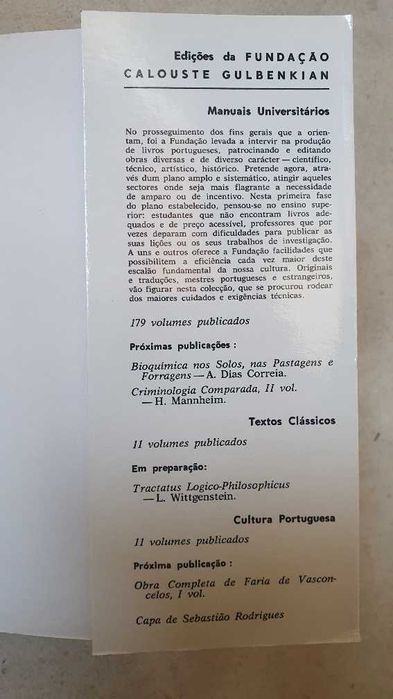 Edições da FUNDAÇÃO
CALOUSTE GULBENKIAN
Manuais Universitários
No prosseguimento dos fins gerais que a orien-
tam, foi a Fundação levada a intervir na produção
de livros portugueses, patrocinando e editando
obras diversas e de diverso carácter — científico,
técnico, artístico, histórico. Pretende agora, atra-
vés dum plano amplo e sistemático, atingir aqueles
sectores onde seja mais flagrante a necessidade
de amparo ou de incentivo. Nesta primeira fase
do plano estabelecido, pensou-se no ensino supe-
rior: estudantes que não encontram livros ade-
quados e de preço acessível, professores que por
vezes deparam com dificuldades para publicar as
suas lições ou os seus trabalhos de investigação.
A uns e outros oferece a Fundação facilidades que
possibilitem a eficiência cada vez maior deste
escalão fundamental da nossa cultura. Originais
e traduções, mestres portugueses e estrangeiros,
vão figurar nesta colecção, que se procurou rodear
dos maiores cuidados e exigências técnicas.
179 volumes publicados
Próximas publicações :
Bioquímica nos Solos, nas Pastagens e
Forragens — A. Dias Correia.
Criminologia Comparada, II vol.
— H. Mannheim.
Textos Clássicos
11 volumes publicados
Em preparação:
Tractatus Logico-Philosophicus
— L. Wittgenstein.
Cultura Portuguesa
11 volumes publicados
Próxima publicação :
Obra Completa de Faria de Vascon-
celos, I vol.
Capa de Sebastião Rodrigues